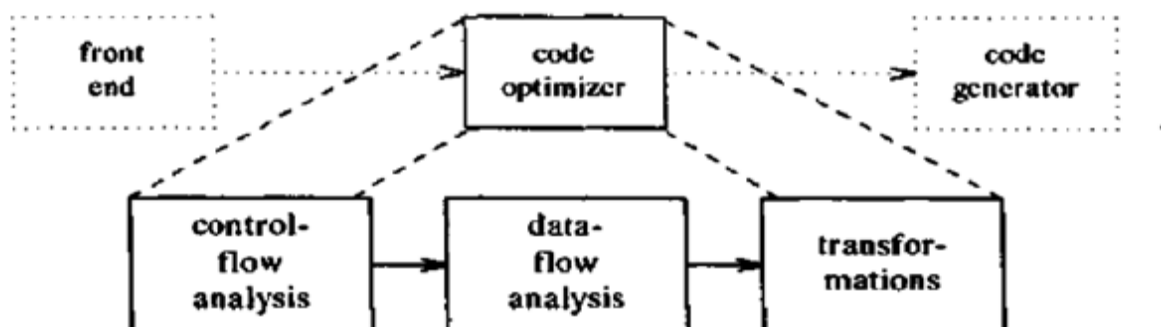 front
end
code
optimizer
code
generator
control-
flow
analysis
data-
flow
analysis
transfor-
mations